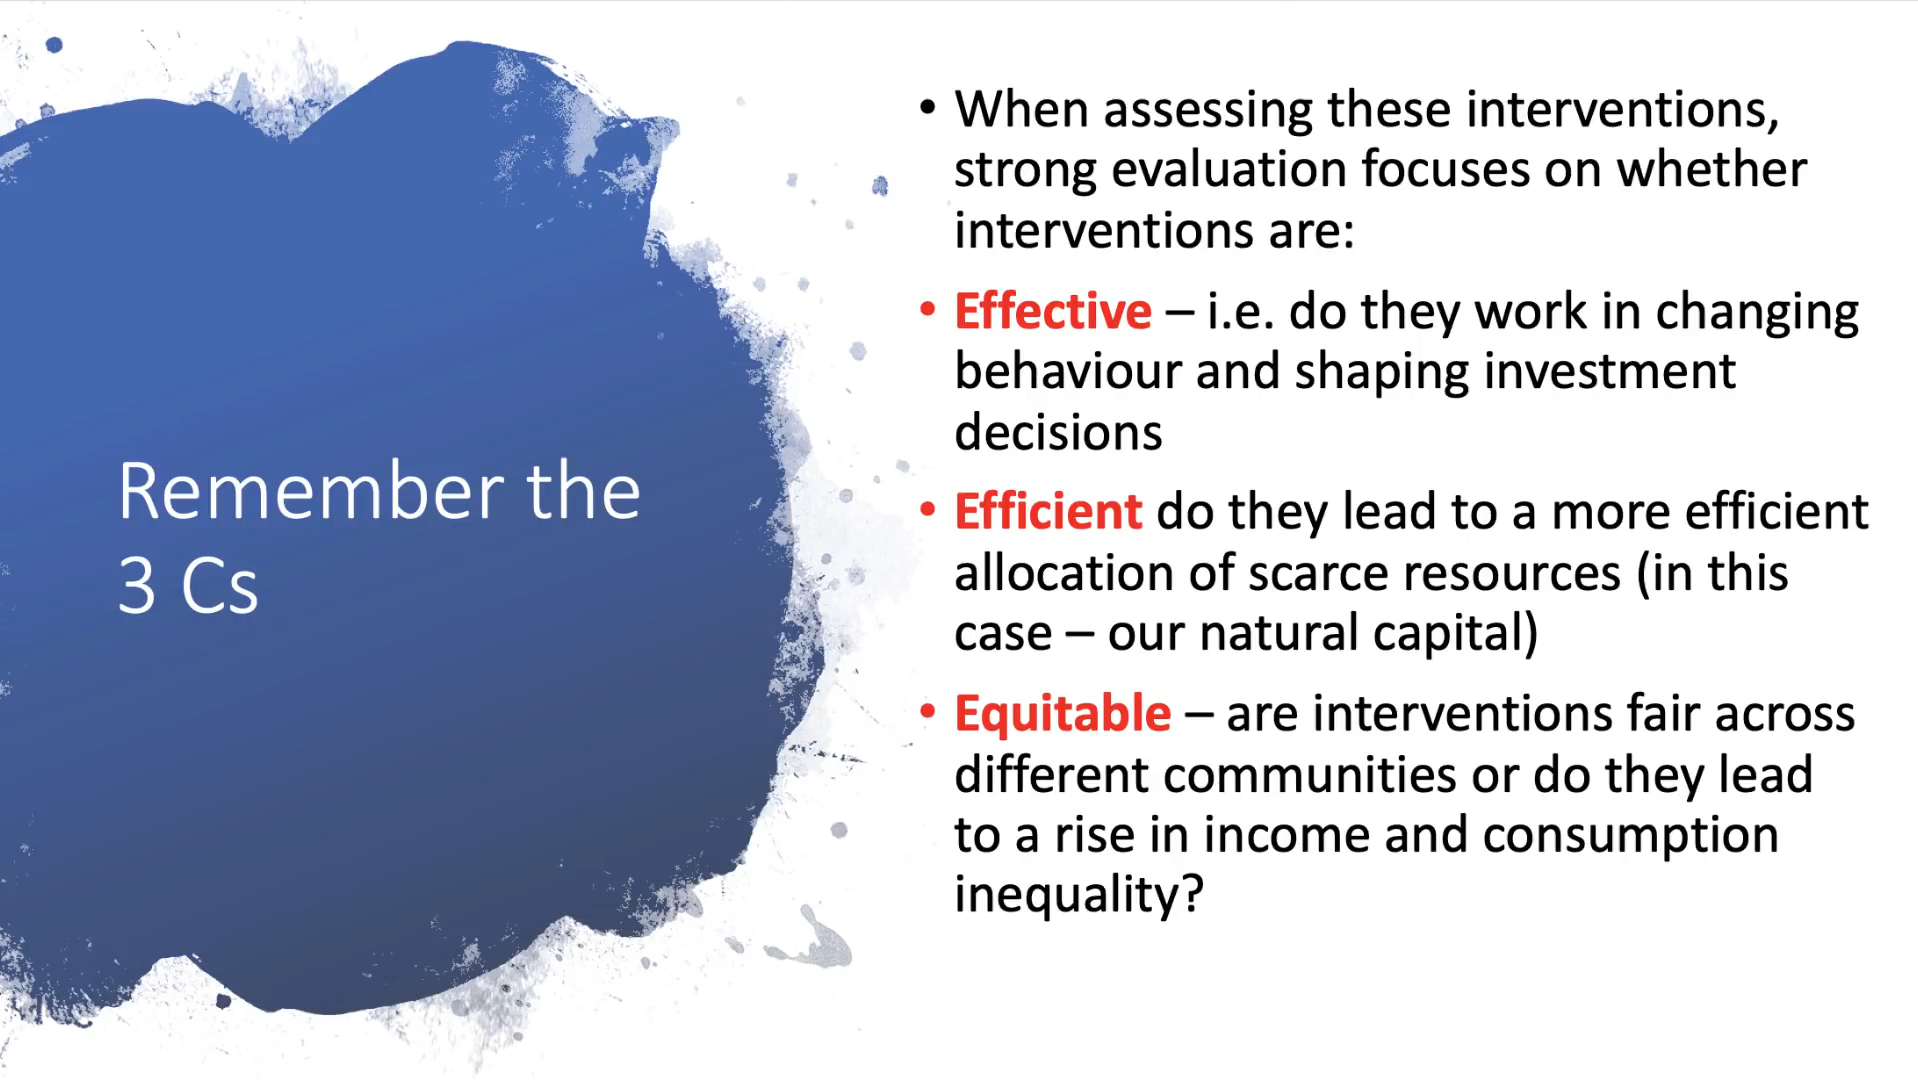 Remember the
3 Cs
• When assessing these interventions,
strong evaluation focuses on whether
interventions are:
• Effective – i.e. do they work in changing
behaviour and shaping investment
decisions
• Efficient do they lead to a more efficient
allocation of scarce resources (in this
case – our natural capital)
• Equitable – are interventions fair across
different communities or do they lead
to a rise in income and consumption
inequality?